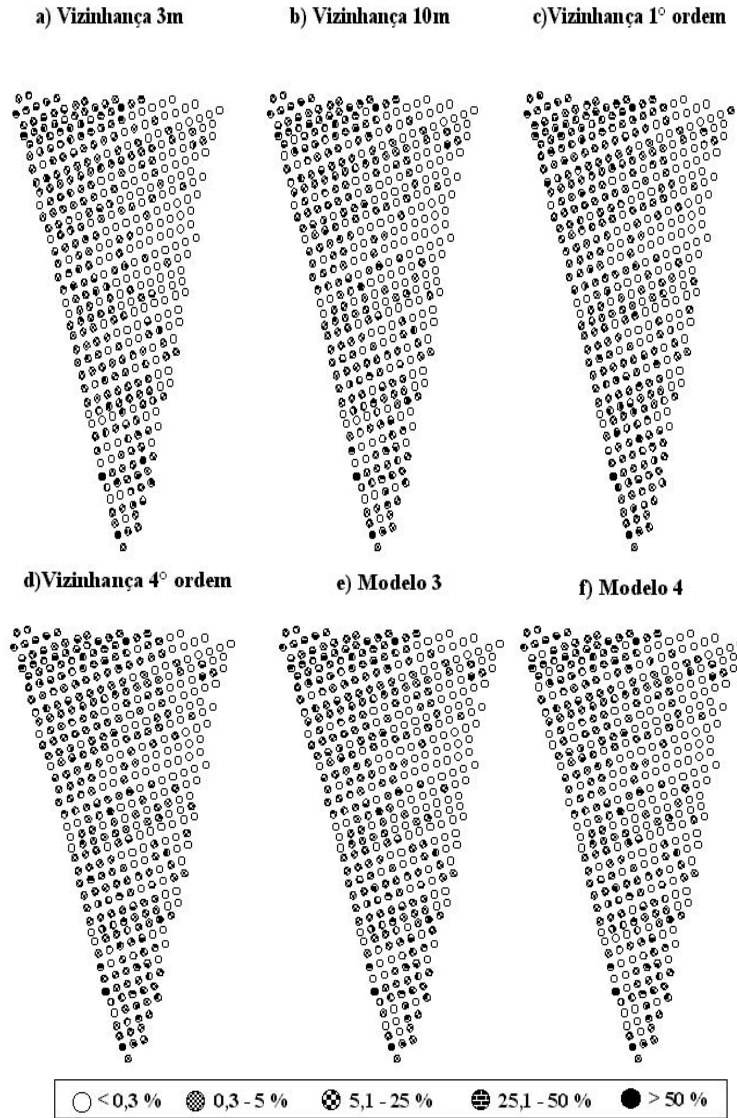 a) Vizinhança 3m
b) Vizinhança 10m
c)Vizinhança 1° ordem
d)Vizinhança 4° ordem
e) Modelo 3
f) Modelo 4
< 0,3 % 0,3 - 5 % 5,1 - 25 % 25,1 - 50 % > 50 %